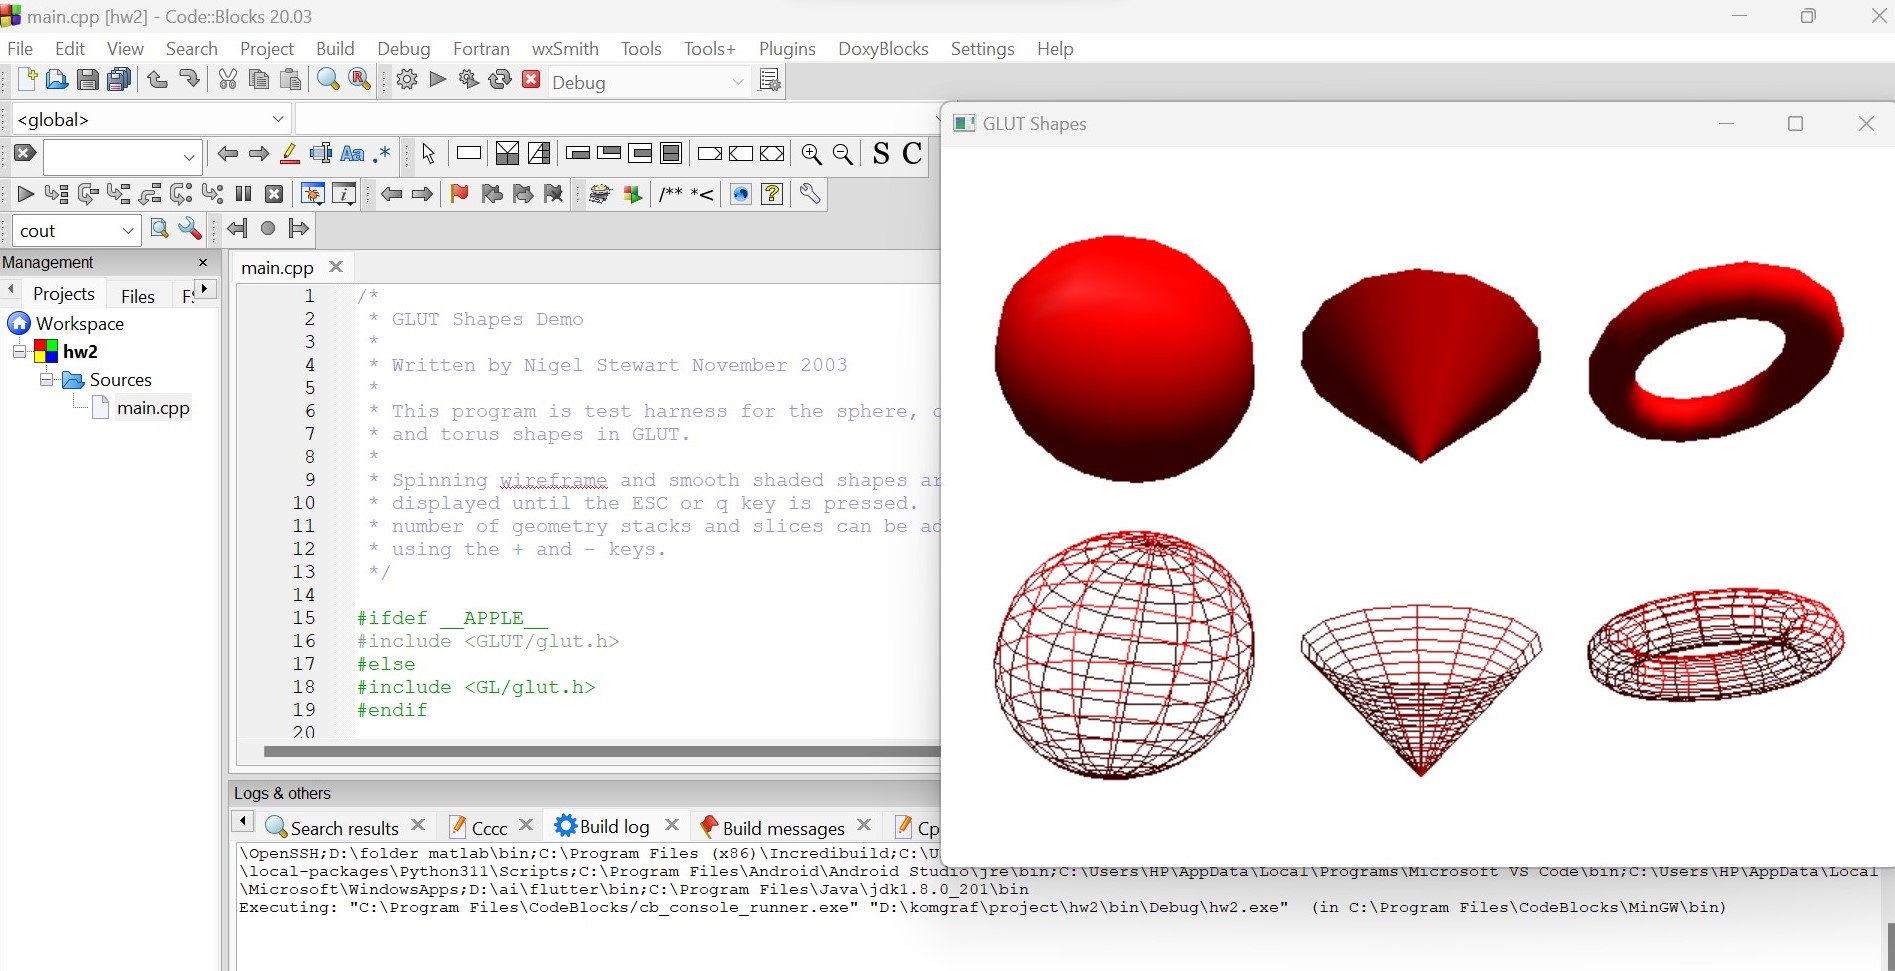 main.cpp [hw2] - Code::Blocks 20.03
File Edit View Search Project Build Debug Fortran wxSmith Tools Tools+ Plugins DoxyBlocks Settings Help
Debug
<global>
Aa .* S C
/** *<
cout
Management
Projects Files
Workspace
hw2
Sources
main.cpp
main.cpp
1 /*
2 * GLUT Shapes Demo
3 *
4 * Written by Nigel Stewart November 2003
5 *
6 * This program is test harness for the sphere,
7 * and torus shapes in GLUT.
8 *
9 * Spinning wireframe and smooth shaded shapes
10 * displayed until the ESC or q key is pressed.
11 * number of geometry stacks and slices can be
12 * using the + and - keys.
13 */
14
15 #ifdef __APPLE__
16 #include <GLUT/glut.h>
17 #else
18 #include <GL/glut.h>
19 #endif
20
GLUT Shapes
Logs & others
Search results Cccc Build log Build messages Cp
\OpenSSH;D:\folder matlab\bin;C:\Program Files (x86)\Incredibuild;C:\U
\local-packages\Python311\Scripts;C:\Program Files\Android\Android Studio\jre\bin;C:\Users\HP\AppData\Local\Programs\Microsoft VS Code\bin;C:\Users\HP\AppData\Local
\Microsoft\WindowsApps;D:\ai\flutter\bin;C:\Program Files\Java\jdk1.8.0_201\bin
Executing: "C:\Program Files\CodeBlocks/cb_console_runner.exe" "D:\komgraf\project\hw2\bin\Debug\hw2.exe" (in C:\Program Files\CodeBlocks\MinGW\bin)